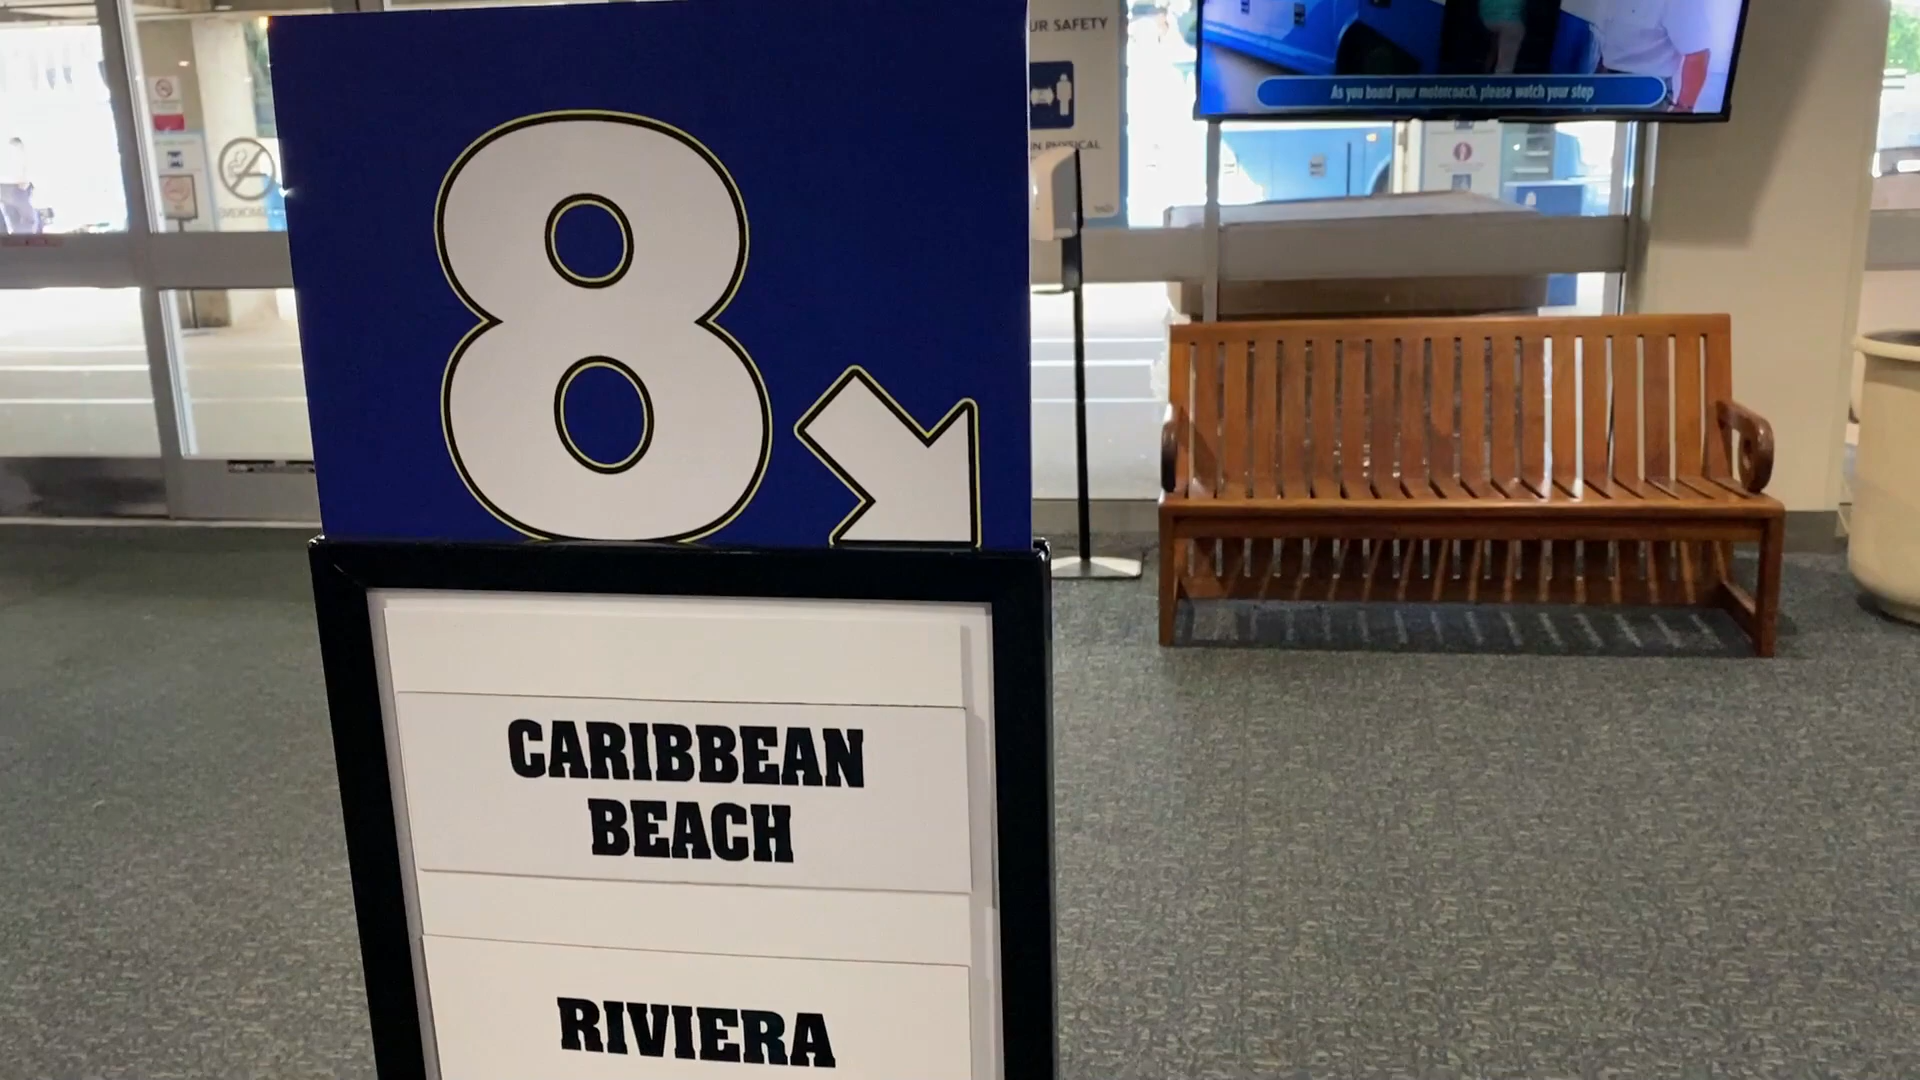 8
CARIBBEAN
BEACH
RIVIERA
UR SAFETY
As you board your motorcoach, please watch your step